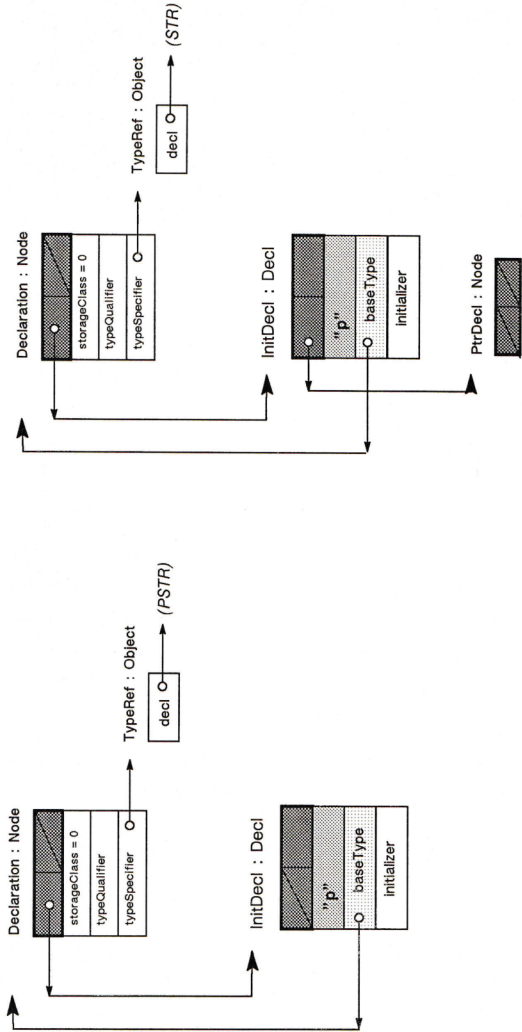 Declaration : Node
storageClass = 0
typeQualifier
typeSpecifier
TypeRef : Object
decl
(PSTR)
InitDecl : Decl
"p"
baseType
initializer
Declaration : Node
storageClass = 0
typeQualifier
typeSpecifier
TypeRef : Object
decl
(STR)
InitDecl : Decl
"p"
baseType
initializer
PtrDecl : Node